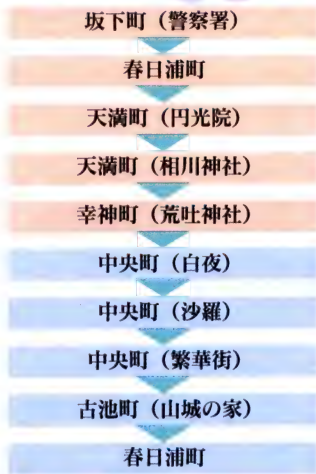 坂下町（警察署）
春日浦町
天満町（円光院）
天満町（相川神社）
幸神町（荒吐神社）
中央町（白夜）
中央町（沙羅）
中央町（繁華街）
古池町（山城の家）
春日浦町